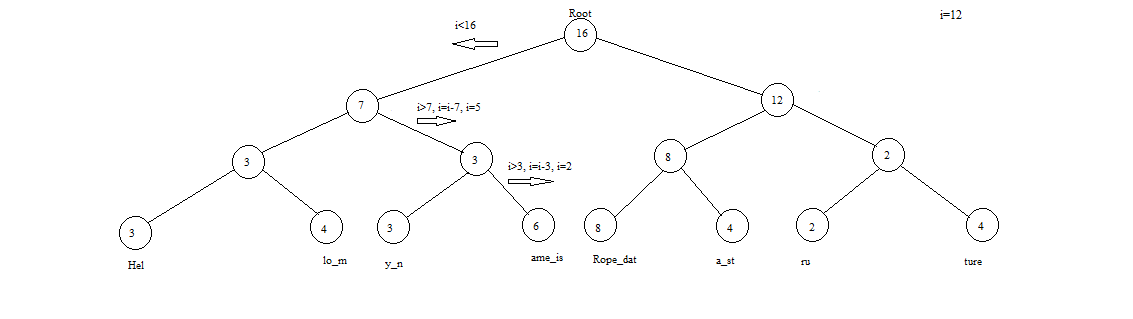 Root
i<16
i=12
16
7
i>7, i=i-7, i=5
12
3
3
i>3, i=i-3, i=2
8
2
3
4
3
6
8
4
2
4
Hel
lo_m
y_n
ame_is
Rope_dat
a_st
ru
ture